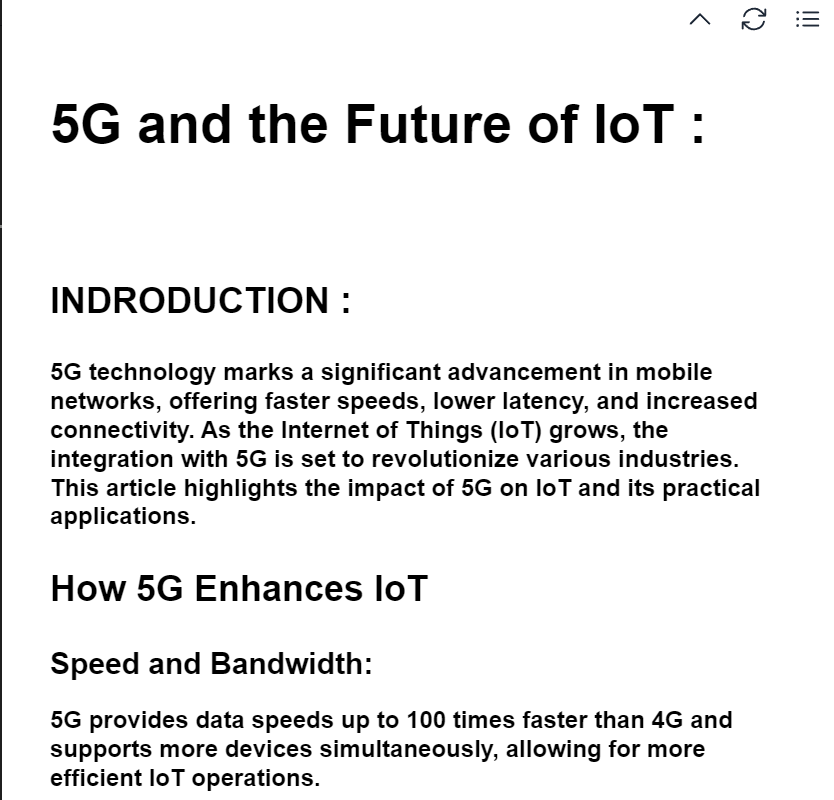 5G and the Future of IoT :
INDRODUCTION :
5G technology marks a significant advancement in mobile
networks, offering faster speeds, lower latency, and increased
connectivity. As the Internet of Things (IoT) grows, the
integration with 5G is set to revolutionize various industries.
This article highlights the impact of 5G on IoT and its practical
applications.
How 5G Enhances IoT
Speed and Bandwidth:
5G provides data speeds up to 100 times faster than 4G and
supports more devices simultaneously, allowing for more
efficient IoT operations.